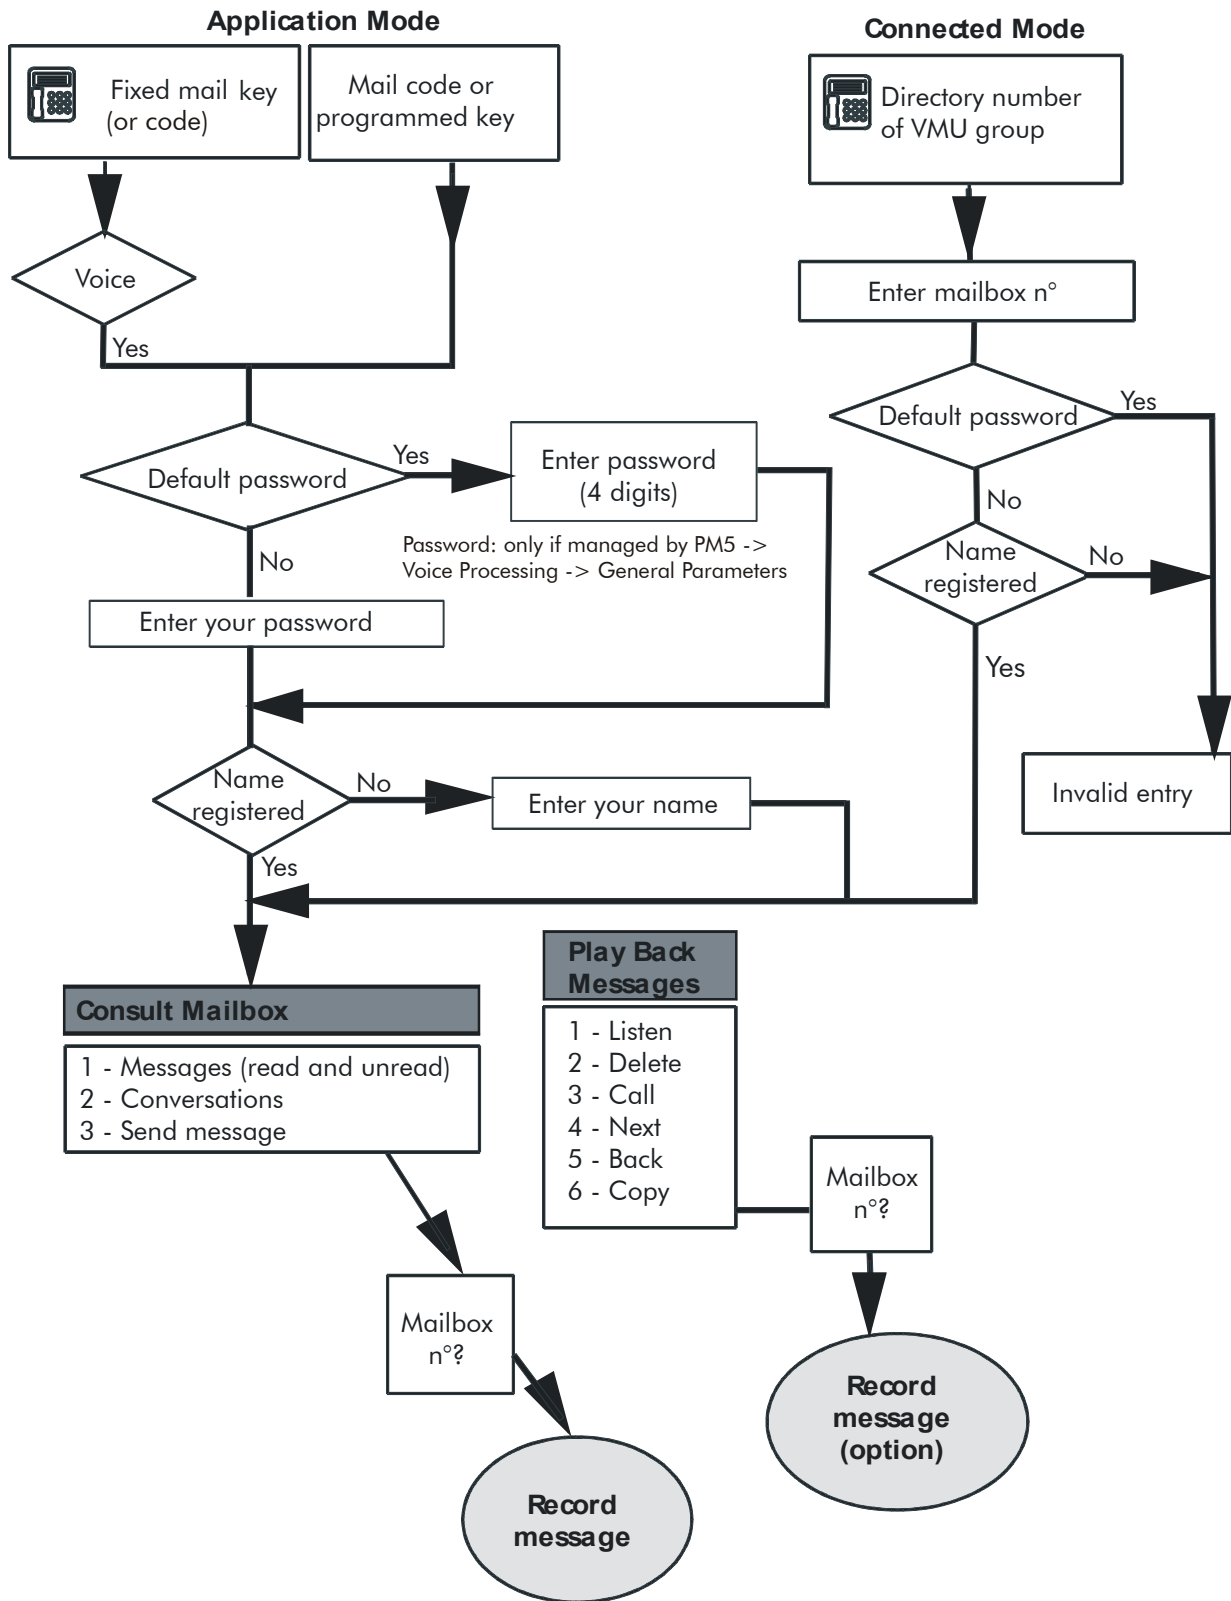 Application Mode
Fixed mail key
(or code)
Mail code or
programmed key
Voice
Yes
Default password
Yes
Enter password
(4 digits)
Password: only if managed by PM5 ->
Voice Processing -> General Parameters
No
Enter your password
Name
registered
No
Enter your name
Yes
Connected Mode
Directory number
of VMU group
Enter mailbox n°
Default password
Yes
No
Name
registered
No
Yes
Invalid entry
Consult Mailbox
1 - Messages (read and unread)
2 - Conversations
3 - Send message
Mailbox
n°?
Record
message
Play Back
Messages
1 - Listen
2 - Delete
3 - Call
4 - Next
5 - Back
6 - Copy
Mailbox
n°?
Record
message
(option)